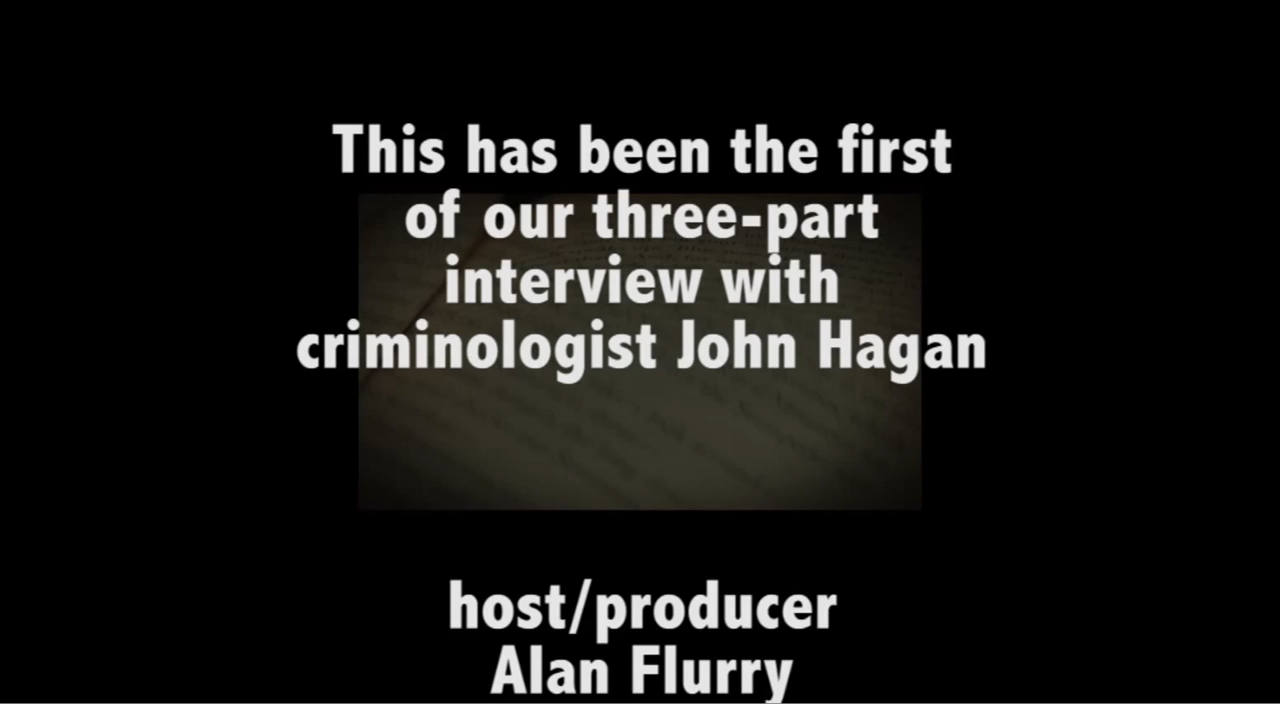 This has been the first
of our three-part
interview with
criminologist John Hagan
host/producer
Alan Flurry